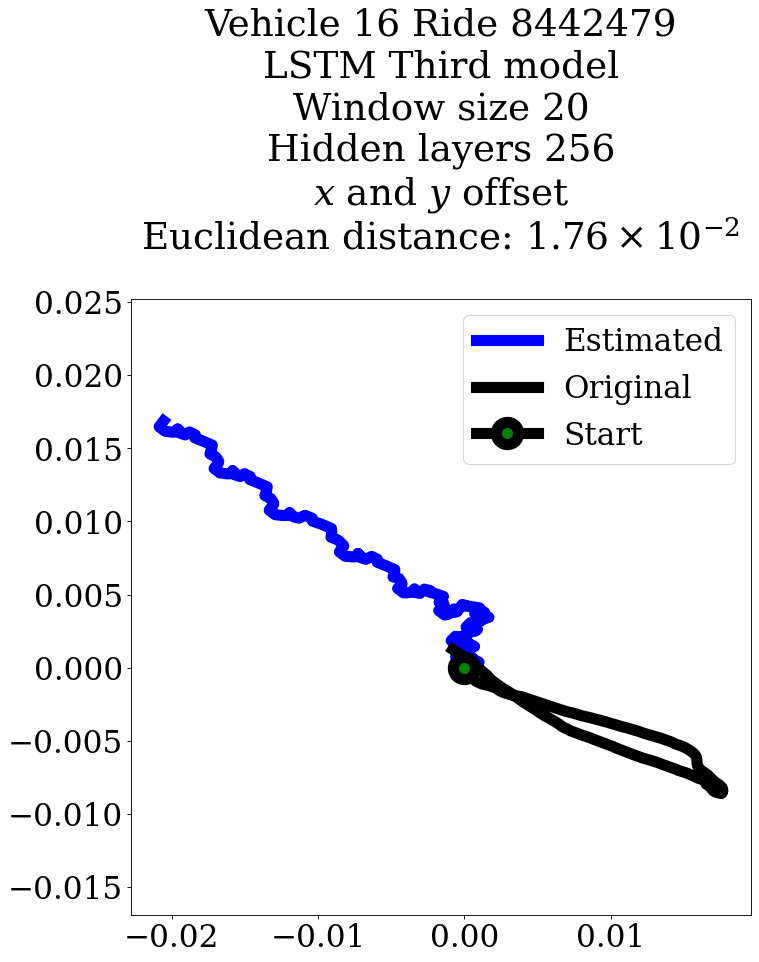 Vehicle 16 Ride 8442479
LSTM Third model
Window size 20
Hidden layers 256
x and y offset
Euclidean distance: 1.76 × 10⁻²
0.025
0.020
0.015
0.010
0.005
0.000
−0.005
−0.010
−0.015
Estimated
Original
Start
−0.02
−0.01
0.00
0.01